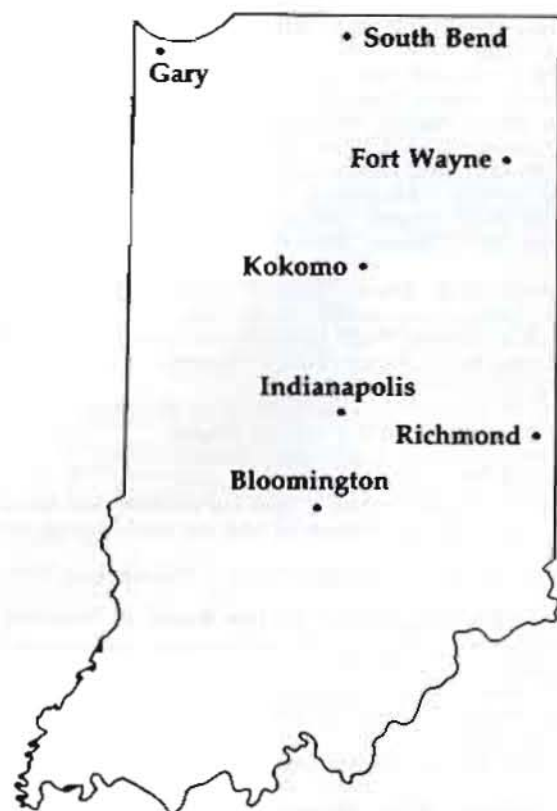 South Bend
Gary
Fort Wayne
Kokomo
Indianapolis
Richmond
Bloomington